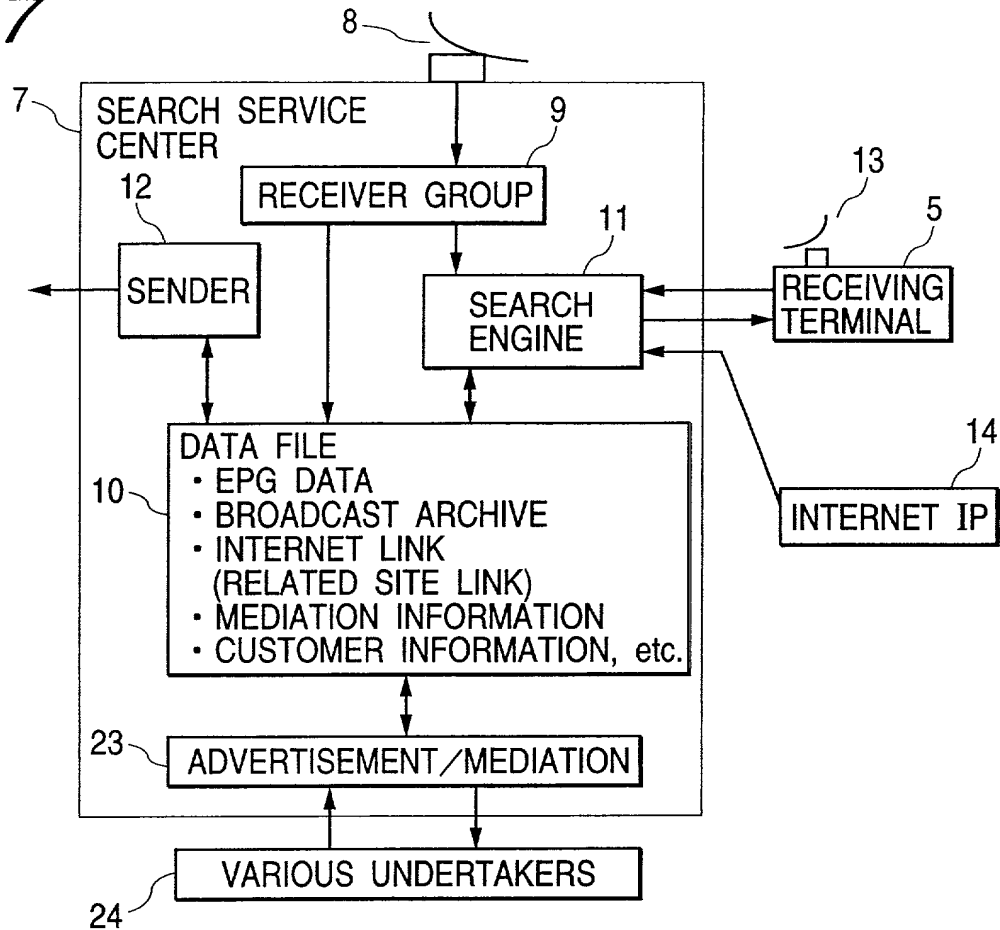 7
8
7
SEARCH SERVICE
CENTER
9
12
RECEIVER GROUP
13
11
5
SENDER
SEARCH
ENGINE
RECEIVING
TERMINAL
DATA FILE
・EPG DATA
・BROADCAST ARCHIVE
・INTERNET LINK
(RELATED SITE LINK)
・MEDIATION INFORMATION
・CUSTOMER INFORMATION, etc.
10
14
INTERNET IP
23
ADVERTISEMENT/MEDIATION
VARIOUS UNDERTAKERS
24